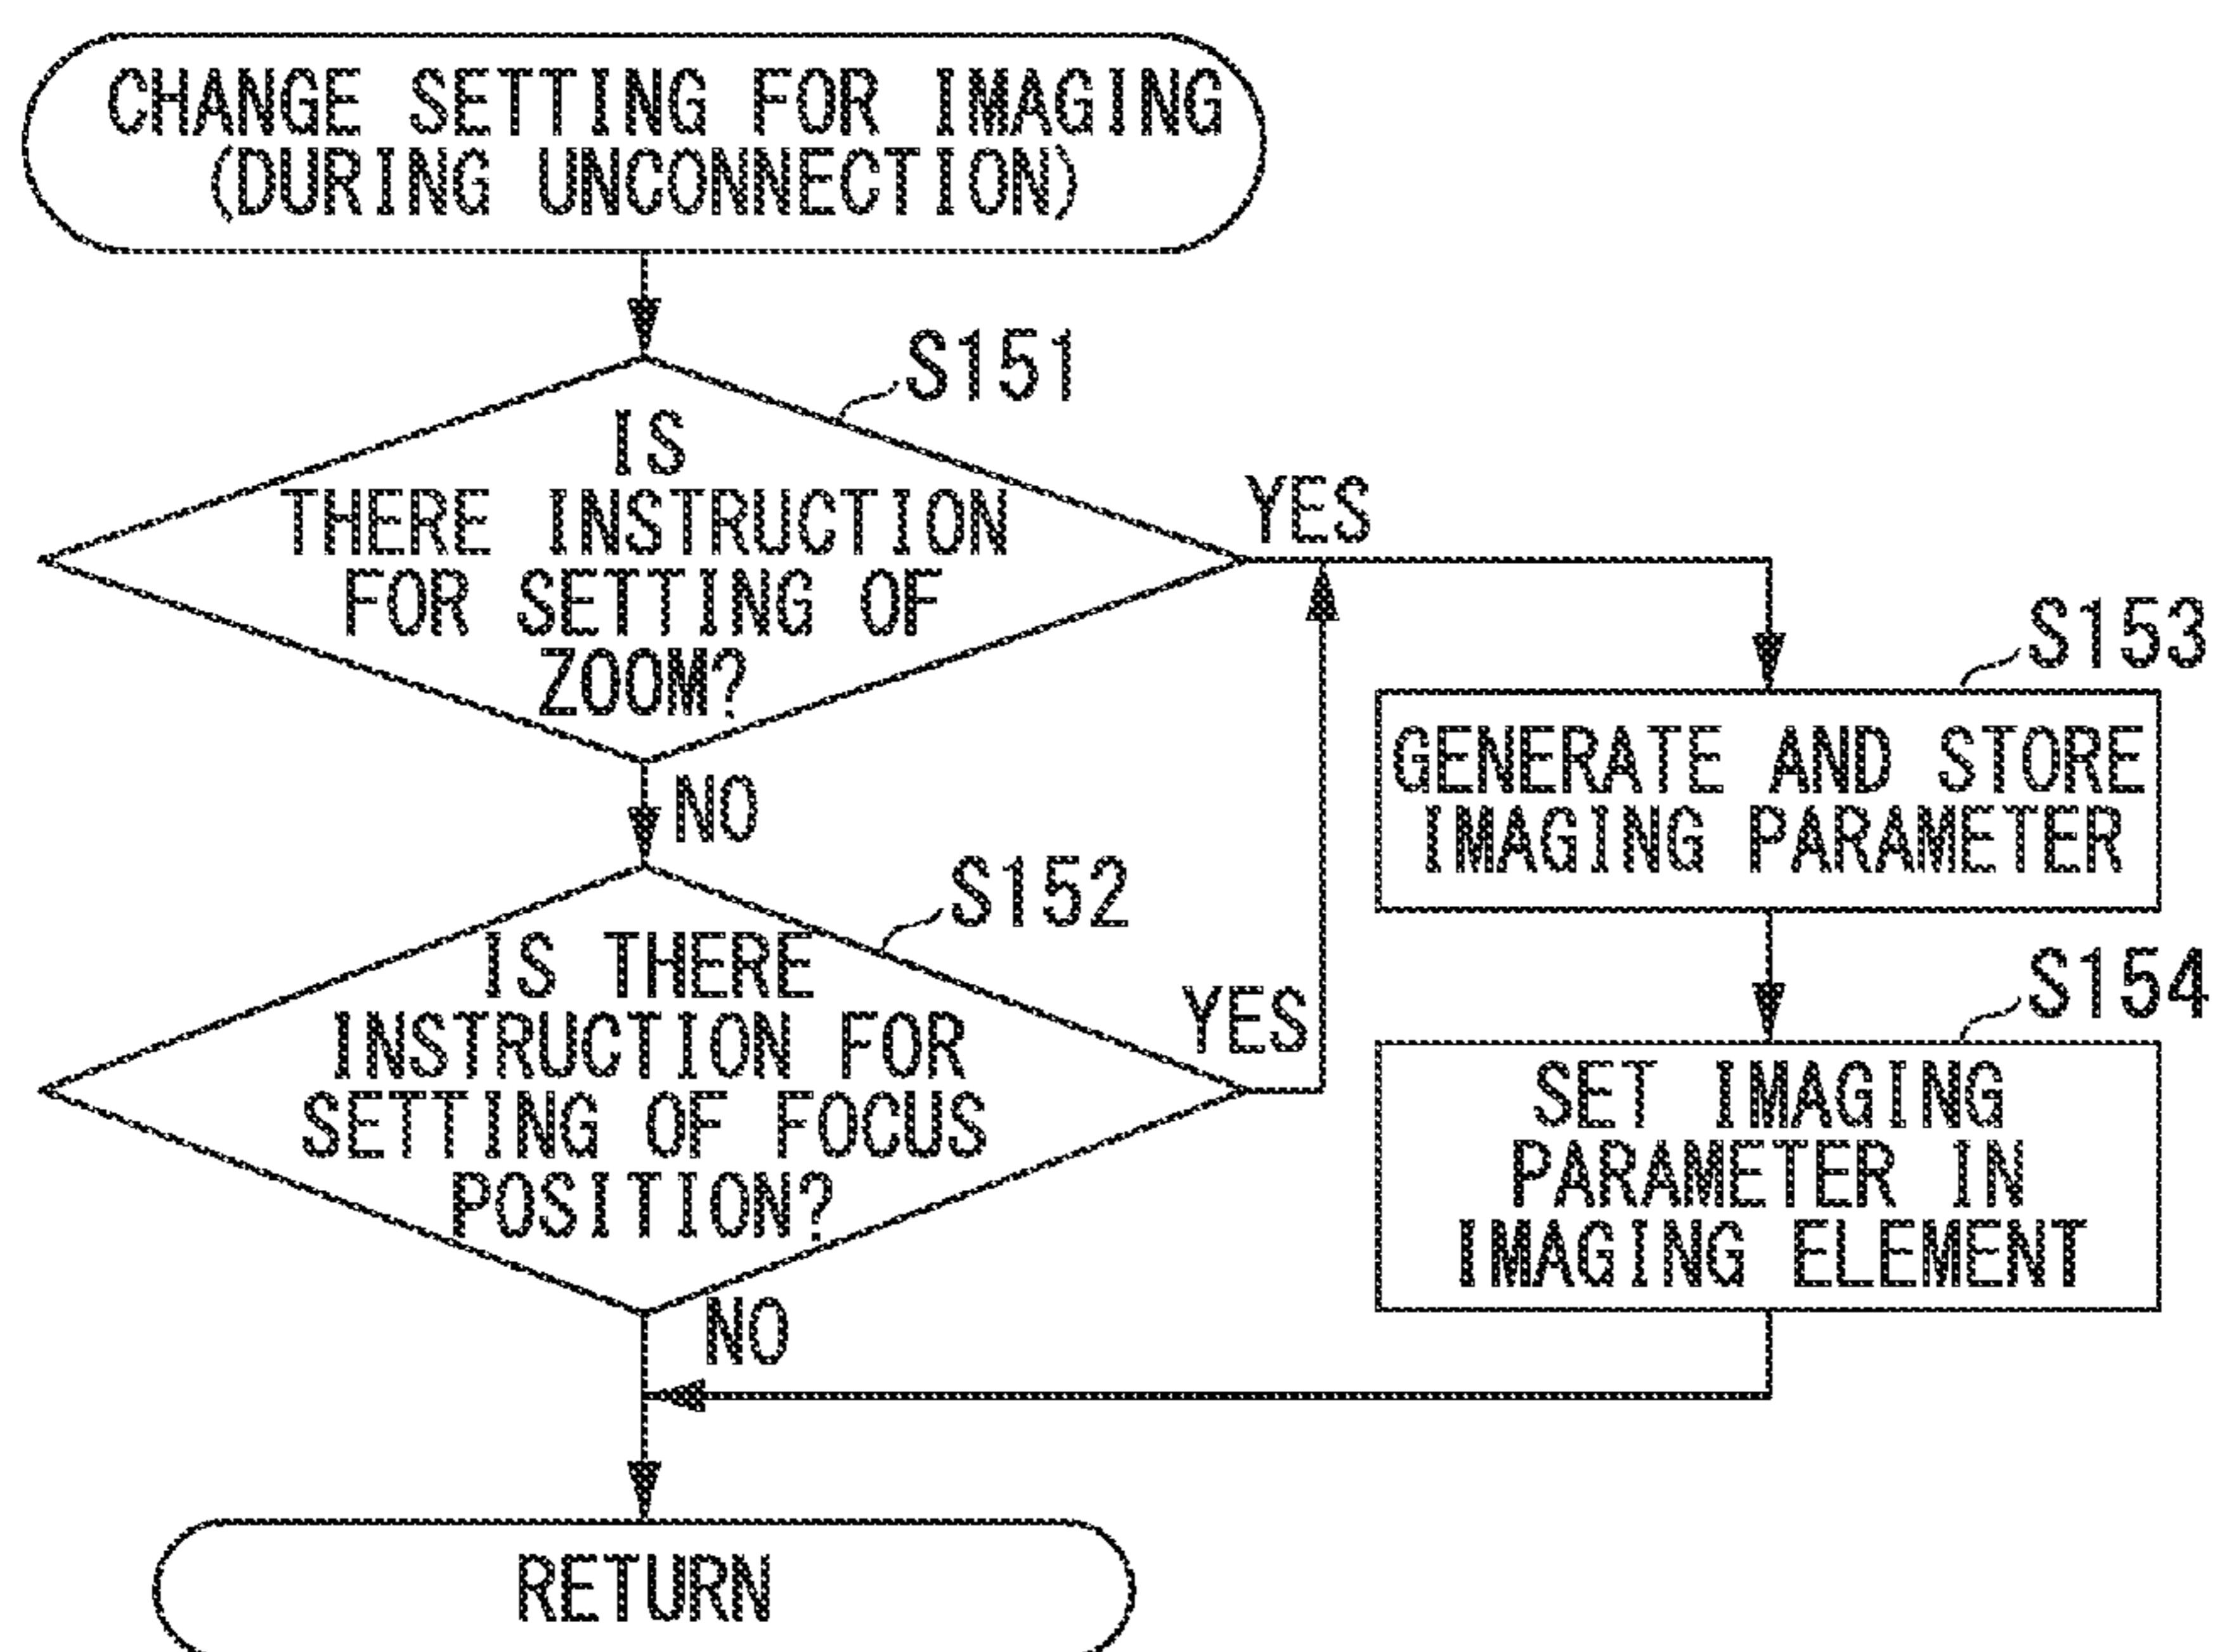 CHANGE SETTING FOR IMAGING
(DURING UNCONNECTION)
S151
IS
THERE INSTRUCTION
FOR SETTING OF
ZOOM?
YES
NO
S152
IS THERE
INSTRUCTION FOR
SETTING OF FOCUS
POSITION?
YES
NO
S153
GENERATE AND STORE
IMAGING PARAMETER
S154
SET IMAGING
PARAMETER IN
IMAGING ELEMENT
RETURN